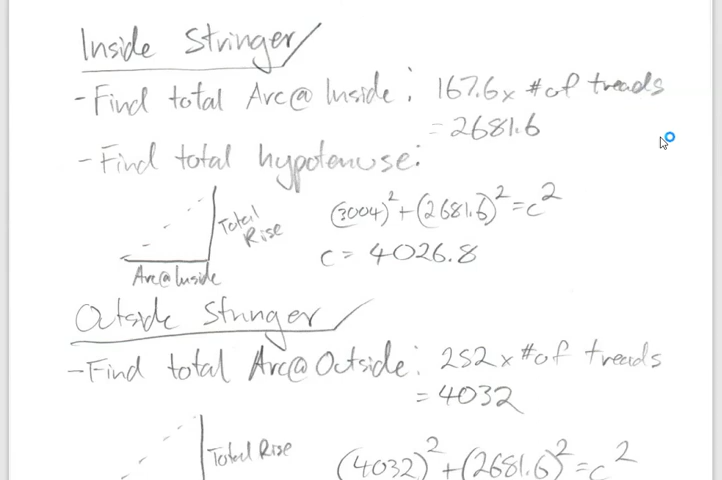 Inside Stringer
- Find total Arc@Inside: 167.6 x # of treads
= 2681.6
- Find total hypotenuse:
Total Rise
(3004)² + (2681.6)² = c²
c = 4026.8
Arc@Inside
Outside Stringer
- Find total Arc@Outside: 252 x # of treads
= 4032
Total Rise
(4032)² + (2681.6)² = c²